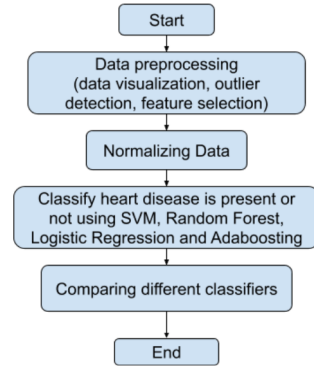 Start
Data preprocessing
(data visualization, outlier
detection, feature selection)
Normalizing Data
Classify heart disease is present or
not using SVM, Random Forest,
Logistic Regression and Adaboosting
Comparing different classifiers
End